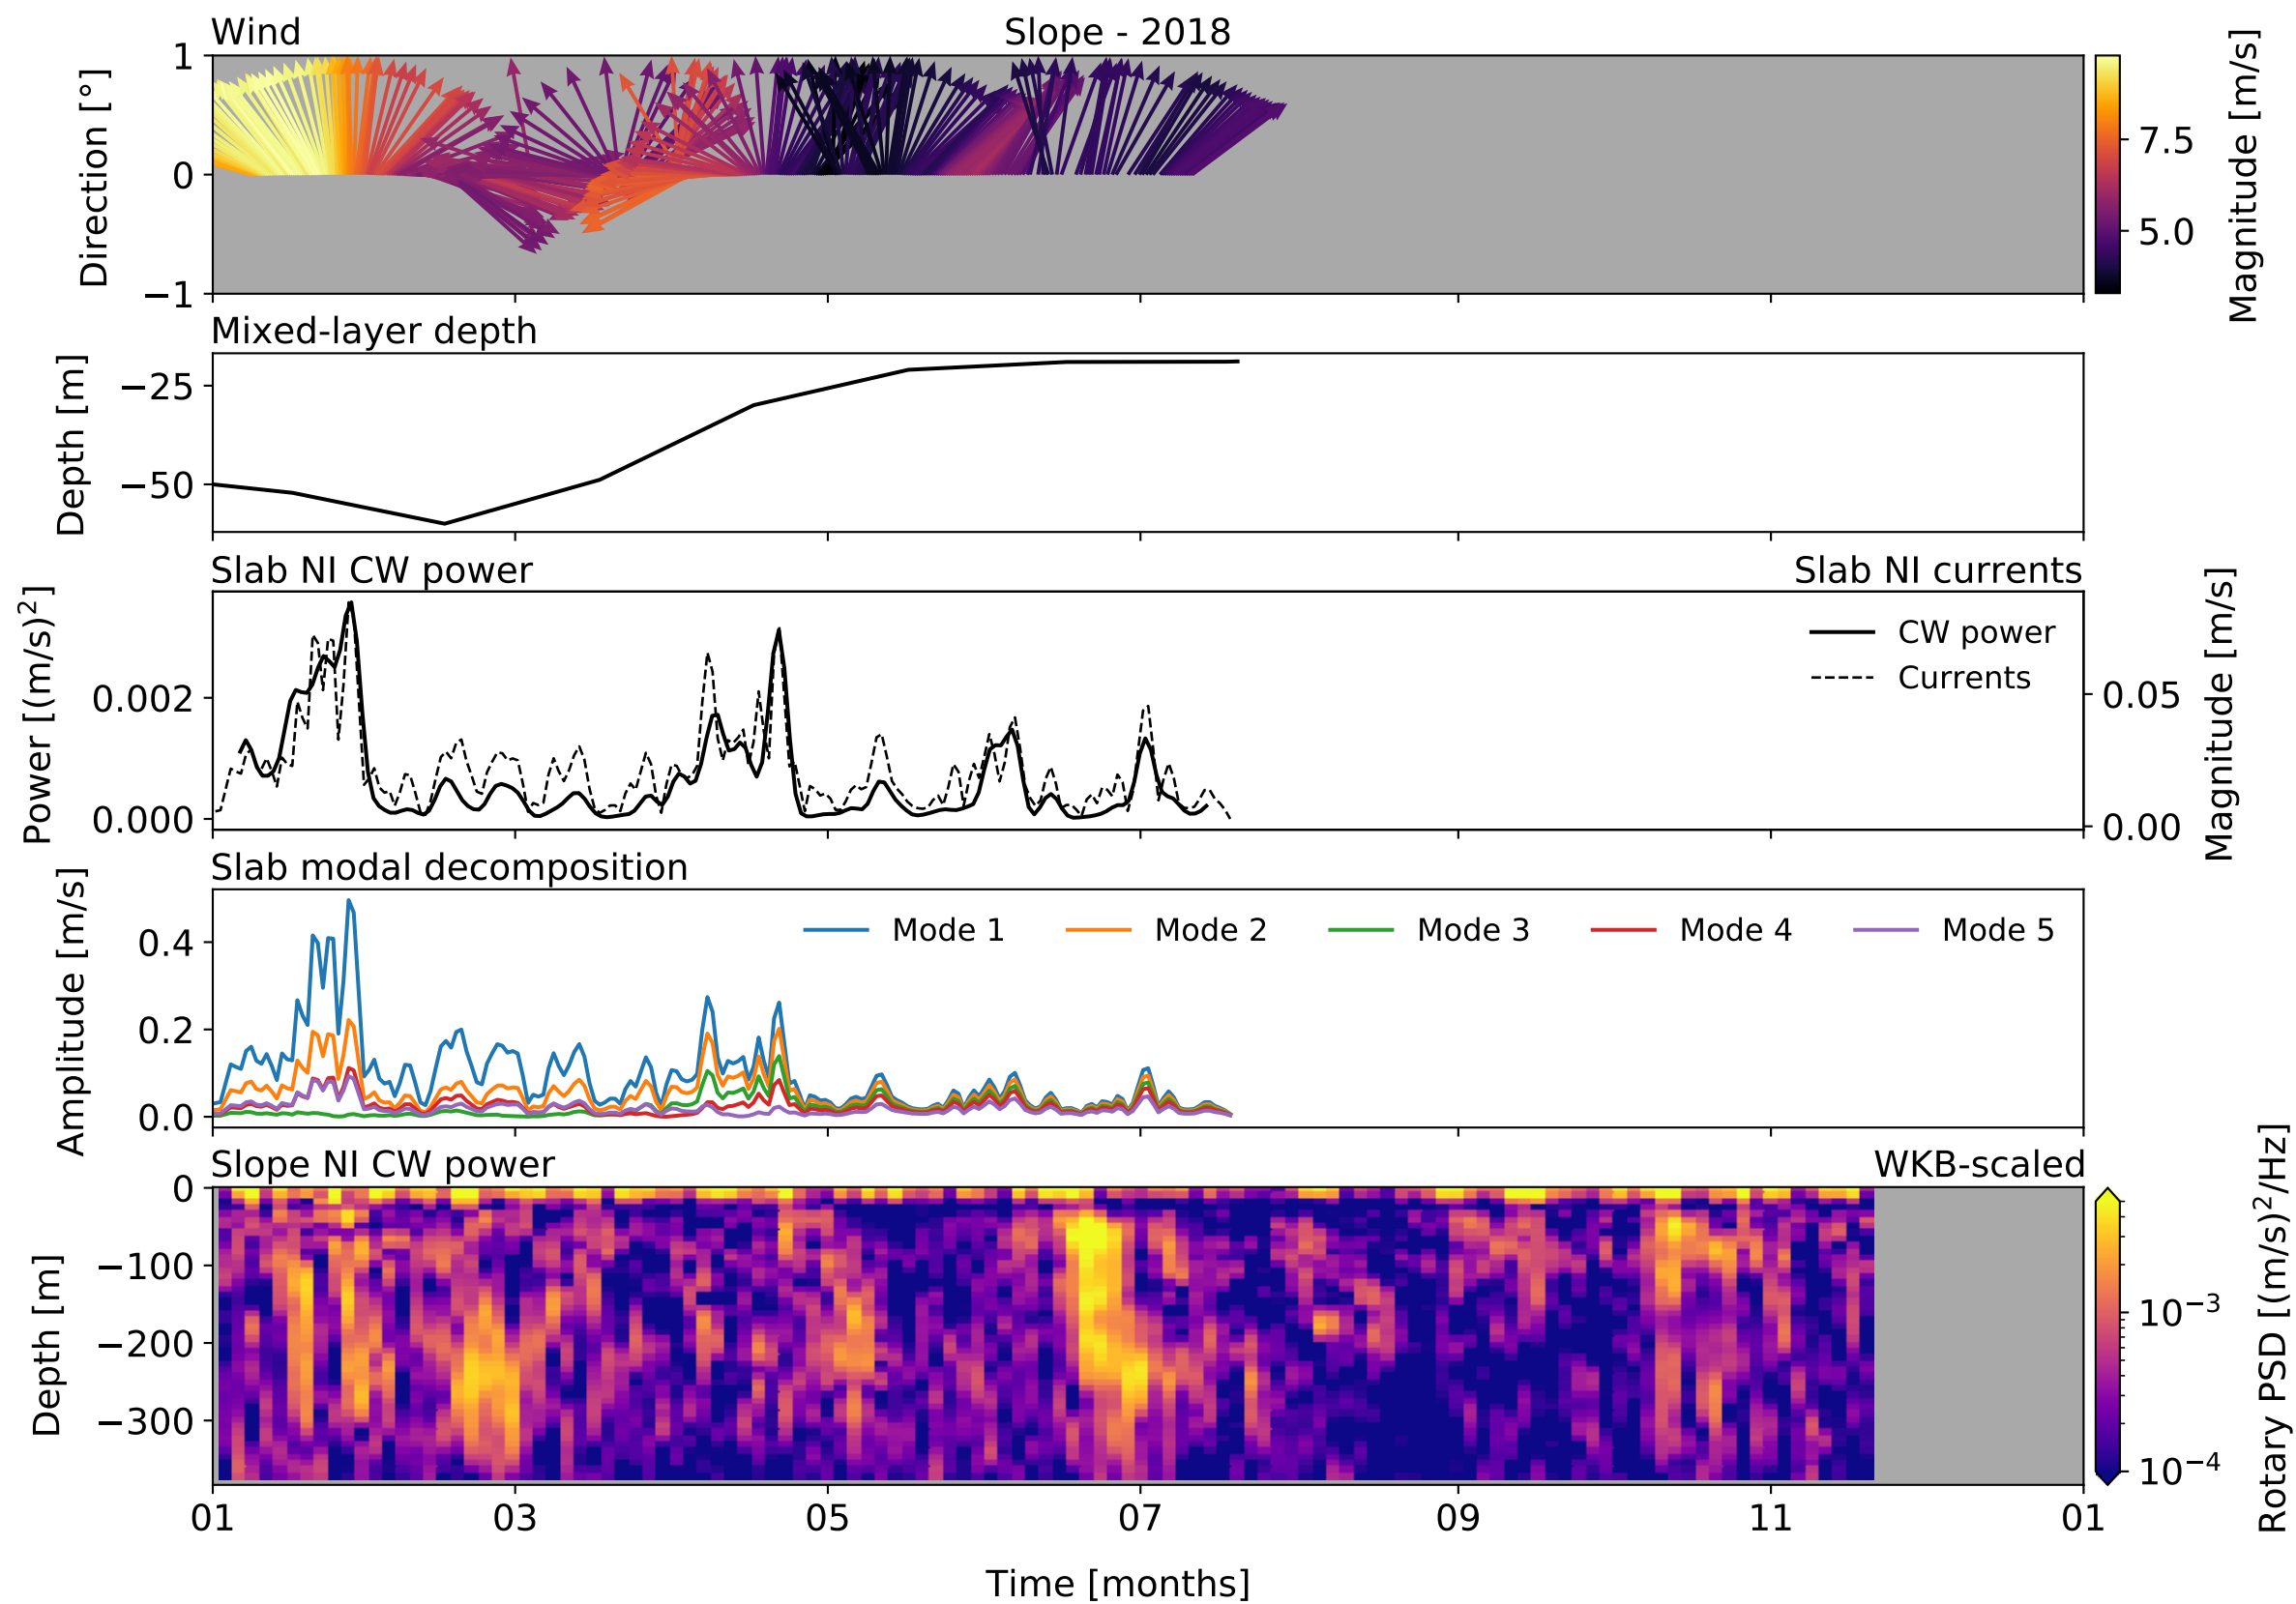 Wind
Slope - 2018
1
0
−1
Direction [°]
7.5
5.0
Magnitude [m/s]
Mixed-layer depth
−25
−50
Depth [m]
Slab NI CW power
Slab NI currents
0.002
0.000
Power [(m/s)²]
CW power
Currents
0.05
0.00
Magnitude [m/s]
Slab modal decomposition
0.4
0.2
0.0
Amplitude [m/s]
Mode 1
Mode 2
Mode 3
Mode 4
Mode 5
Slope NI CW power
WKB-scaled
0
−100
−200
−300
Depth [m]
10⁻³
10⁻⁴
Rotary PSD [(m/s)²/Hz]
01
03
05
07
09
11
01
Time [months]